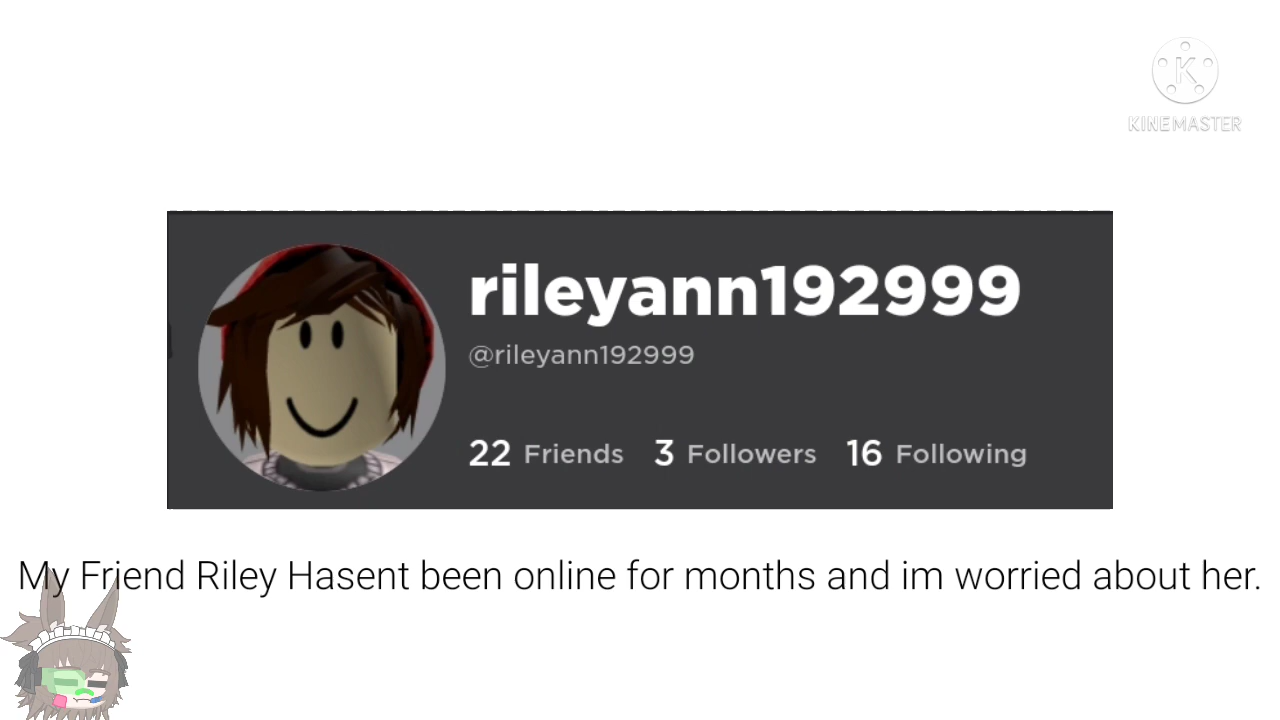 KINEMASTER
rileyann192999
@rileyann192999
22 Friends 3 Followers 16 Following
My Friend Riley Hasent been online for months and im worried about her.